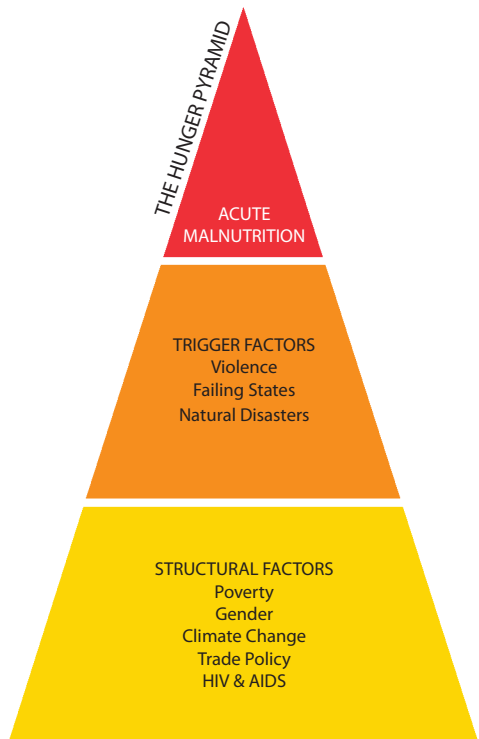 THE HUNGER PYRAMID
ACUTE
MALNUTRITION
TRIGGER FACTORS
Violence
Failing States
Natural Disasters
STRUCTURAL FACTORS
Poverty
Gender
Climate Change
Trade Policy
HIV & AIDS